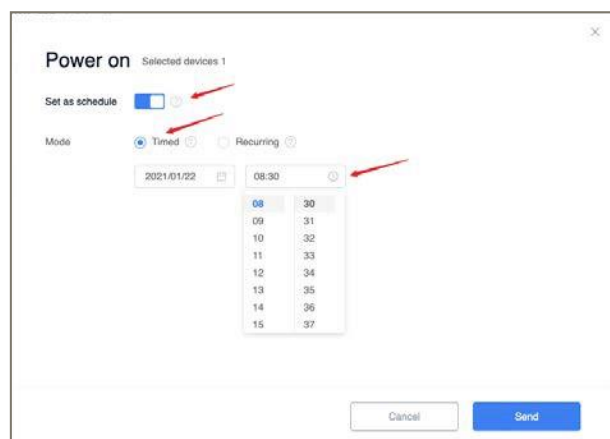 Power on Selected devices 1
Set as schedule
Mode Timed Recurring
2021/01/22 08:30
08 30
09 31
10 32
11 33
12 34
13 35
14 36
15 37
Cancel Send